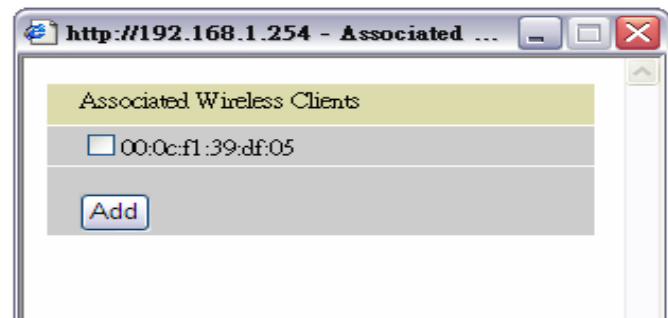 http://192.168.1.254 - Associated ...
Associated Wireless Clients
00:0c:f1:39:df:05
Add